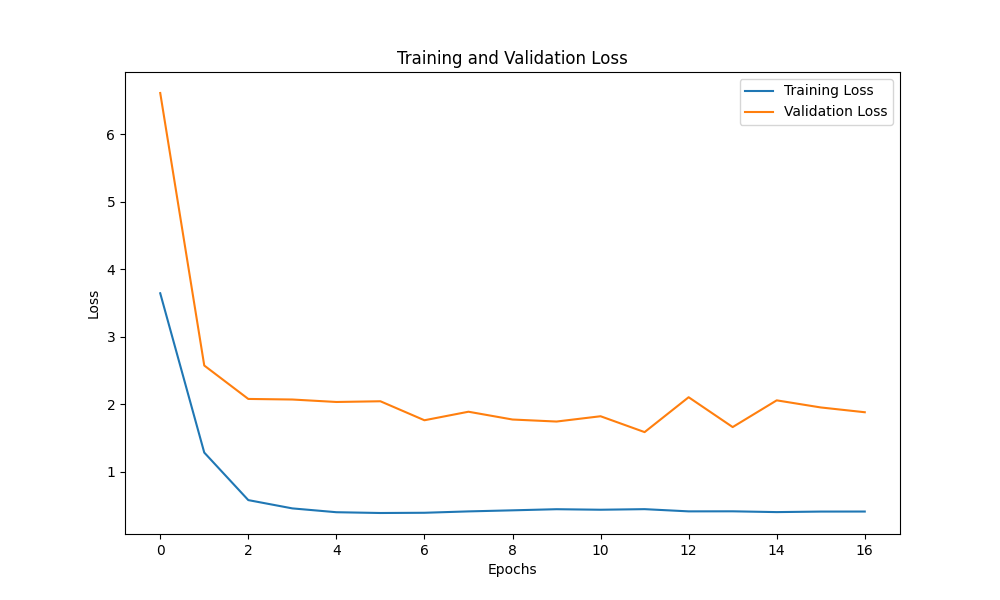 Training and Validation Loss
Training Loss
Validation Loss
6
5
4
3
2
1
Loss
0 2 4 6 8 10 12 14 16
Epochs